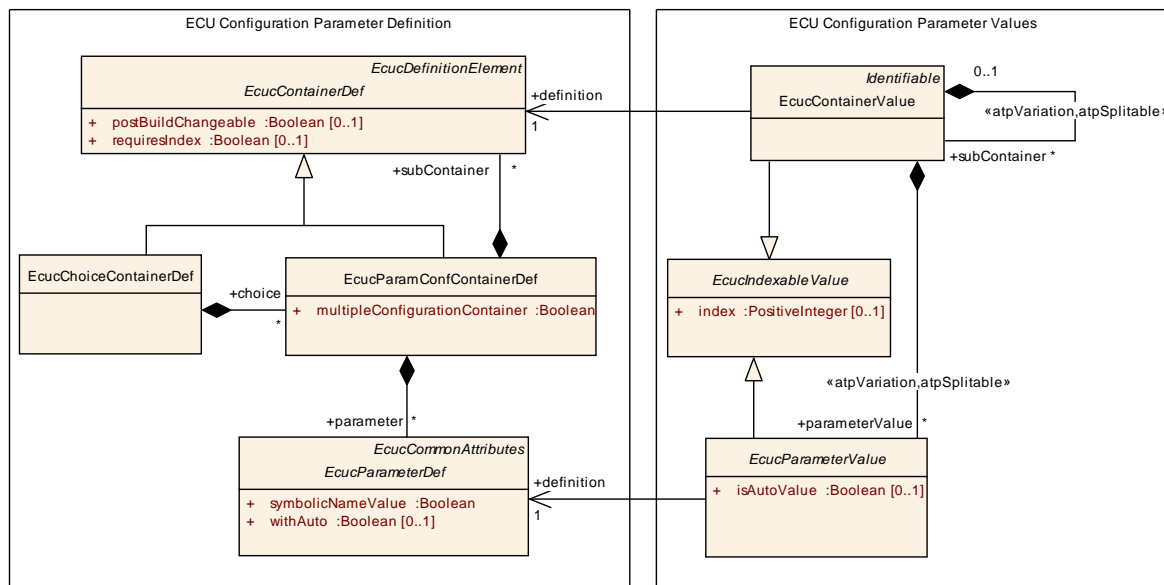 ECU Configuration Parameter Definition
EcucDefinitionElement
EcucContainerDef
+ postBuildChangeable :Boolean [0..1]
+ requiresIndex :Boolean [0..1]
+definition
1
+subContainer *
EcucChoiceContainerDef
+choice
*
EcucParamConfContainerDef
+ multipleConfigurationContainer :Boolean
+parameter *
EcucCommonAttributes
EcucParameterDef
+ symbolicNameValue :Boolean
+ withAuto :Boolean [0..1]
+definition
1
ECU Configuration Parameter Values
Identifiable
EcucContainerValue
0..1
«atpVariation,atpSplitable»
+subContainer *
EcucIndexableValue
+ index :PositiveInteger [0..1]
«atpVariation,atpSplitable»
+parameterValue *
EcucParameterValue
+ isAutoValue :Boolean [0..1]